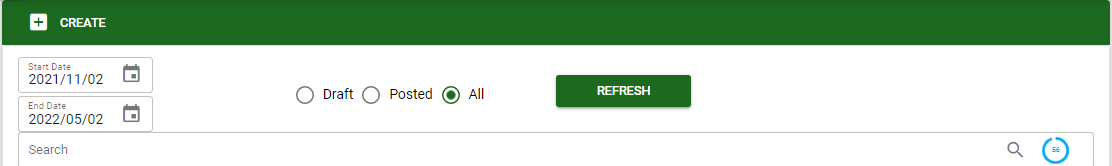 CREATE
Start Date
2021/11/02
Draft Posted All
REFRESH
End Date
2022/05/02
Search
56